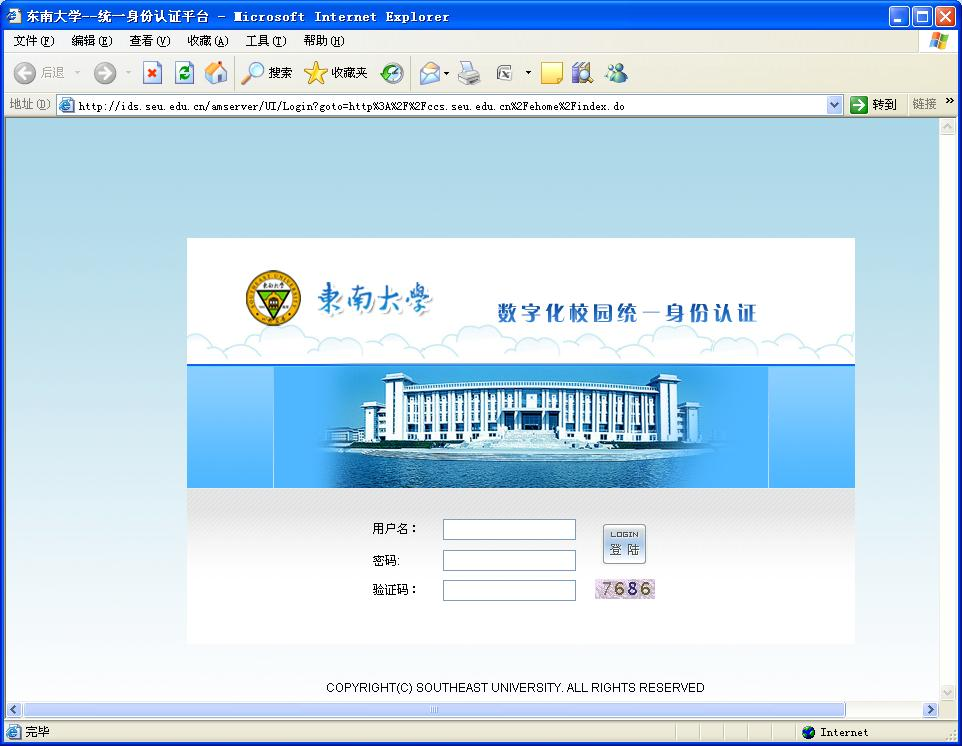 东南大学--统一身份认证平台 - Microsoft Internet Explorer
文件(F) 编辑(E) 查看(V) 收藏(A) 工具(T) 帮助(H)
后退 搜索 收藏夹
地址(D) http://ids.seu.edu.cn/amserver/UI/Login?goto=http%3A%2F%2Fccs.seu.edu.cn%2Fehome%2Findex.do 转到 链接 »
東南大學
数字化校园统一身份认证
用户名：
LOGIN
登 陆
密码:
验证码：
7686
COPYRIGHT(C) SOUTHEAST UNIVERSITY. ALL RIGHTS RESERVED
完毕 Internet